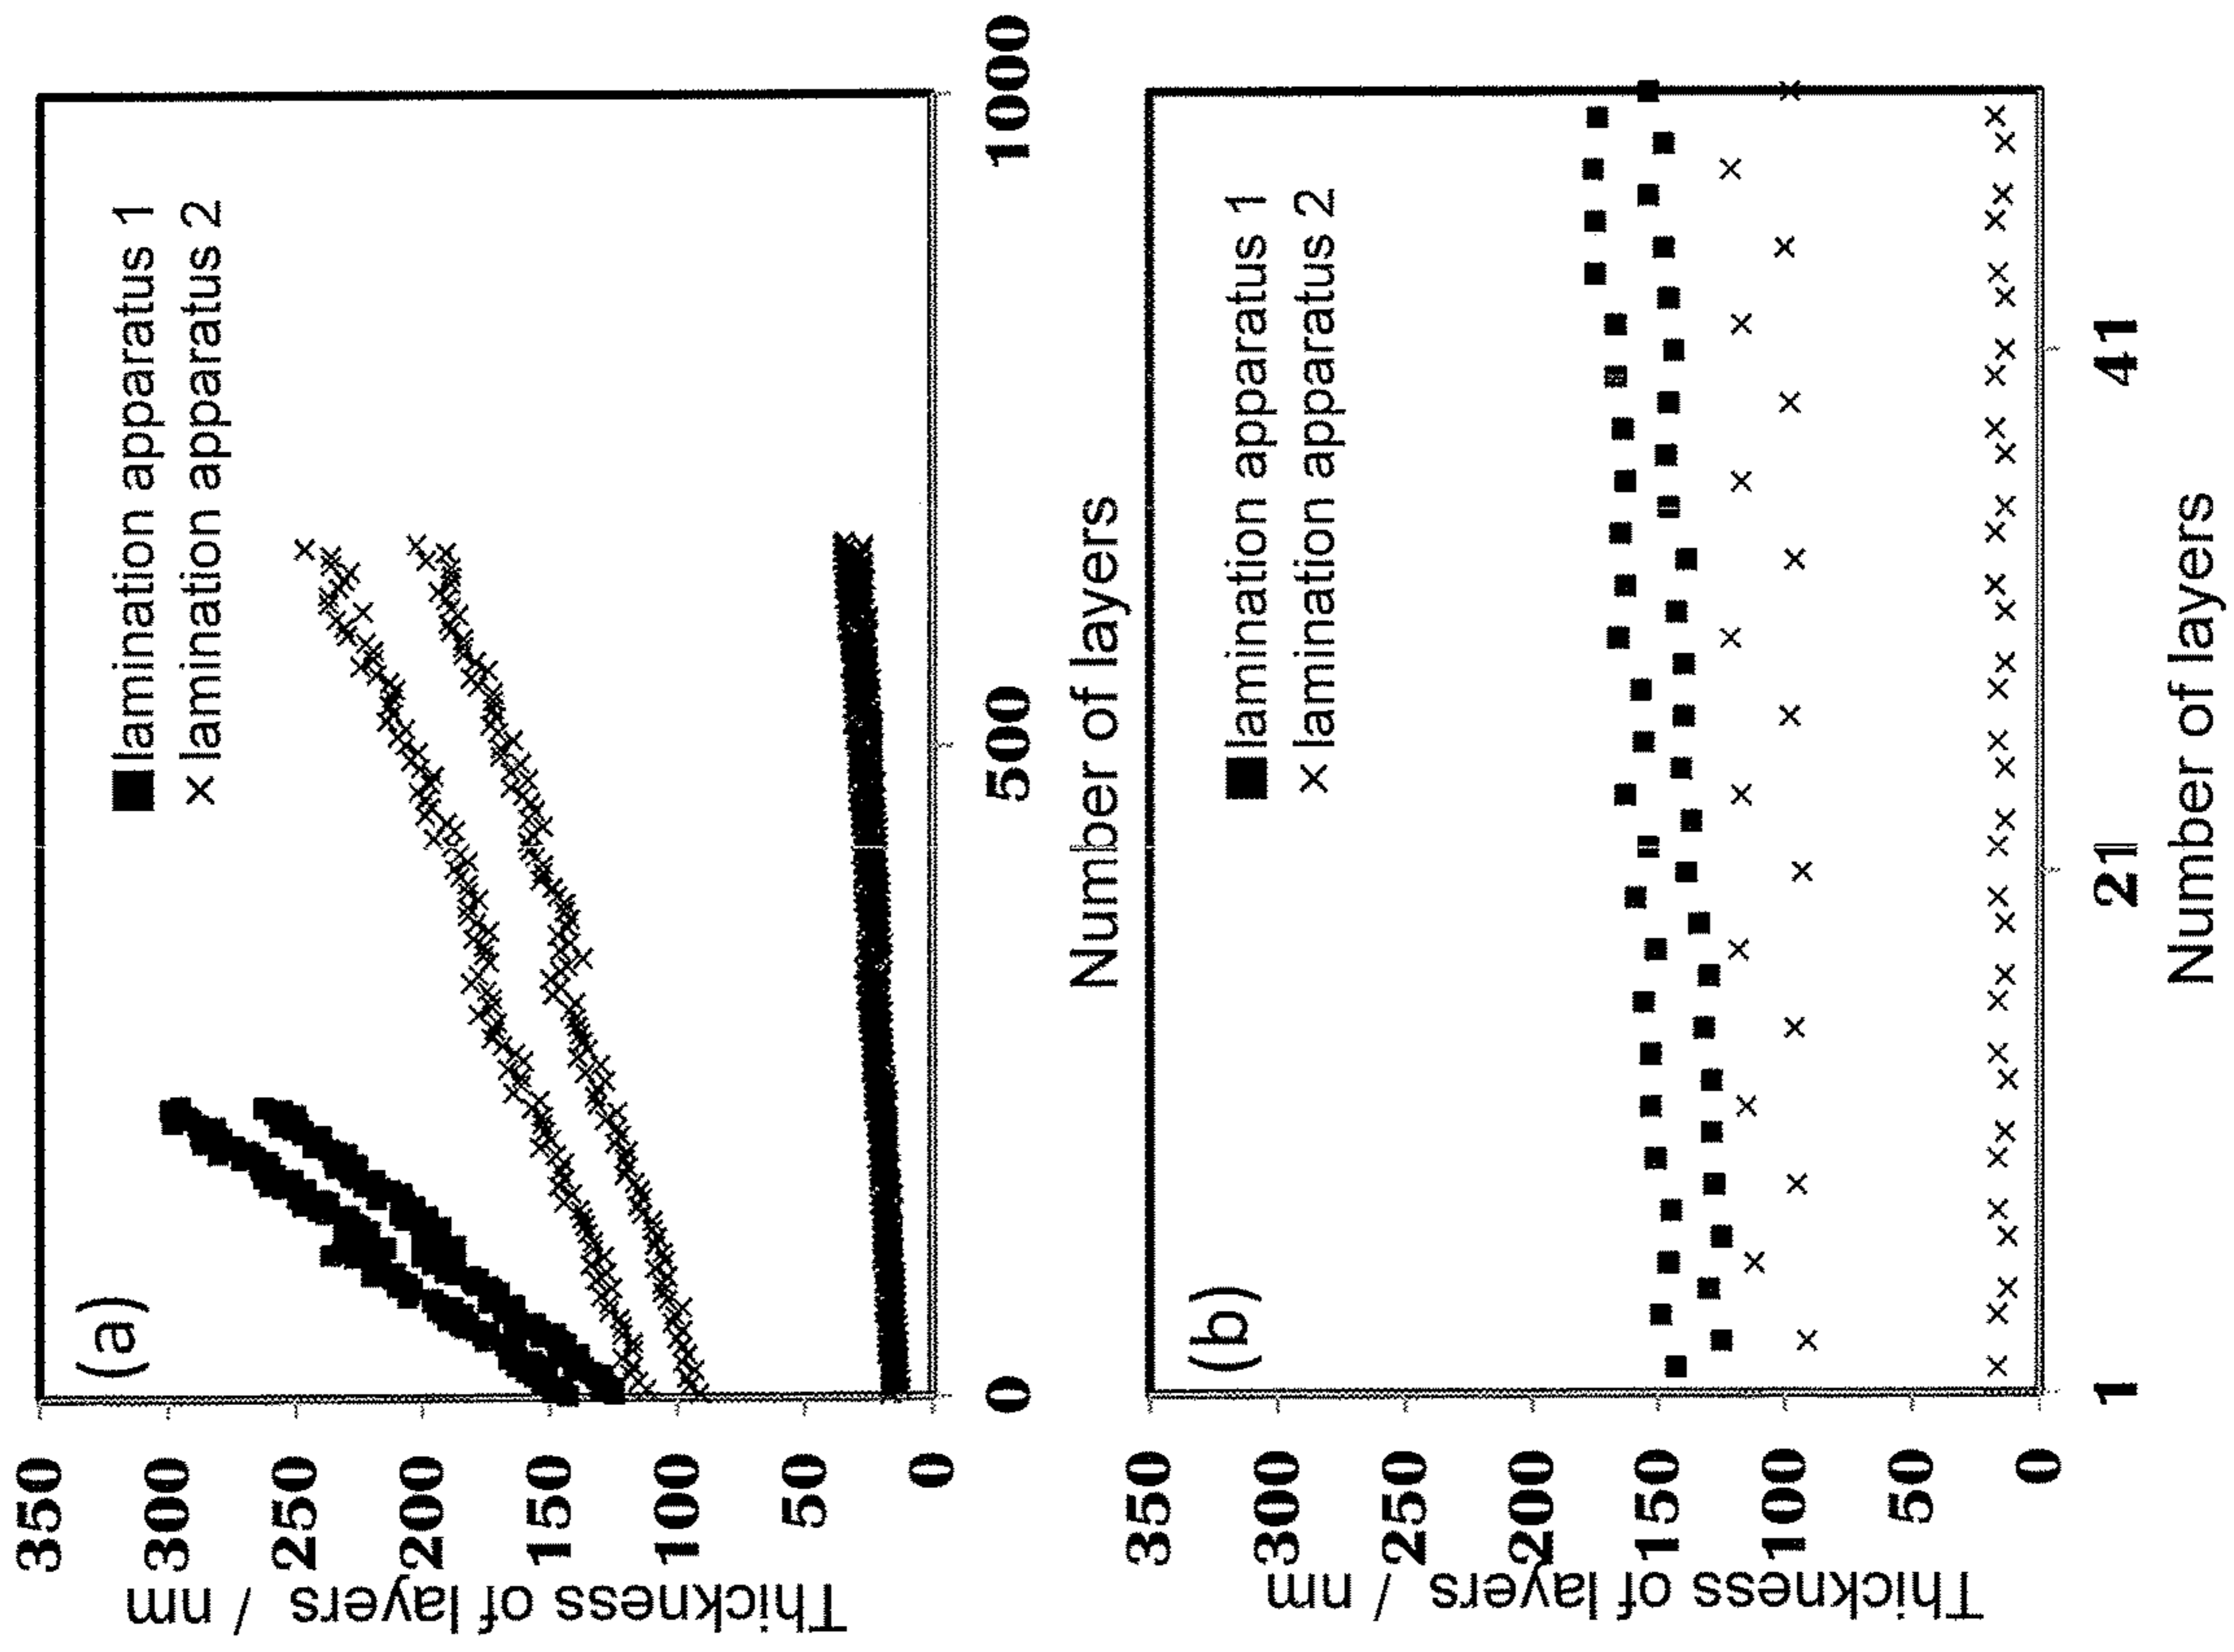 (a)
■ lamination apparatus 1
× lamination apparatus 2
Thickness of layers / nm
350
300
250
200
150
100
50
0
0
500
1000
Number of layers
(b)
■ lamination apparatus 1
× lamination apparatus 2
Thickness of layers / nm
350
300
250
200
150
100
50
0
1
21
41
Number of layers